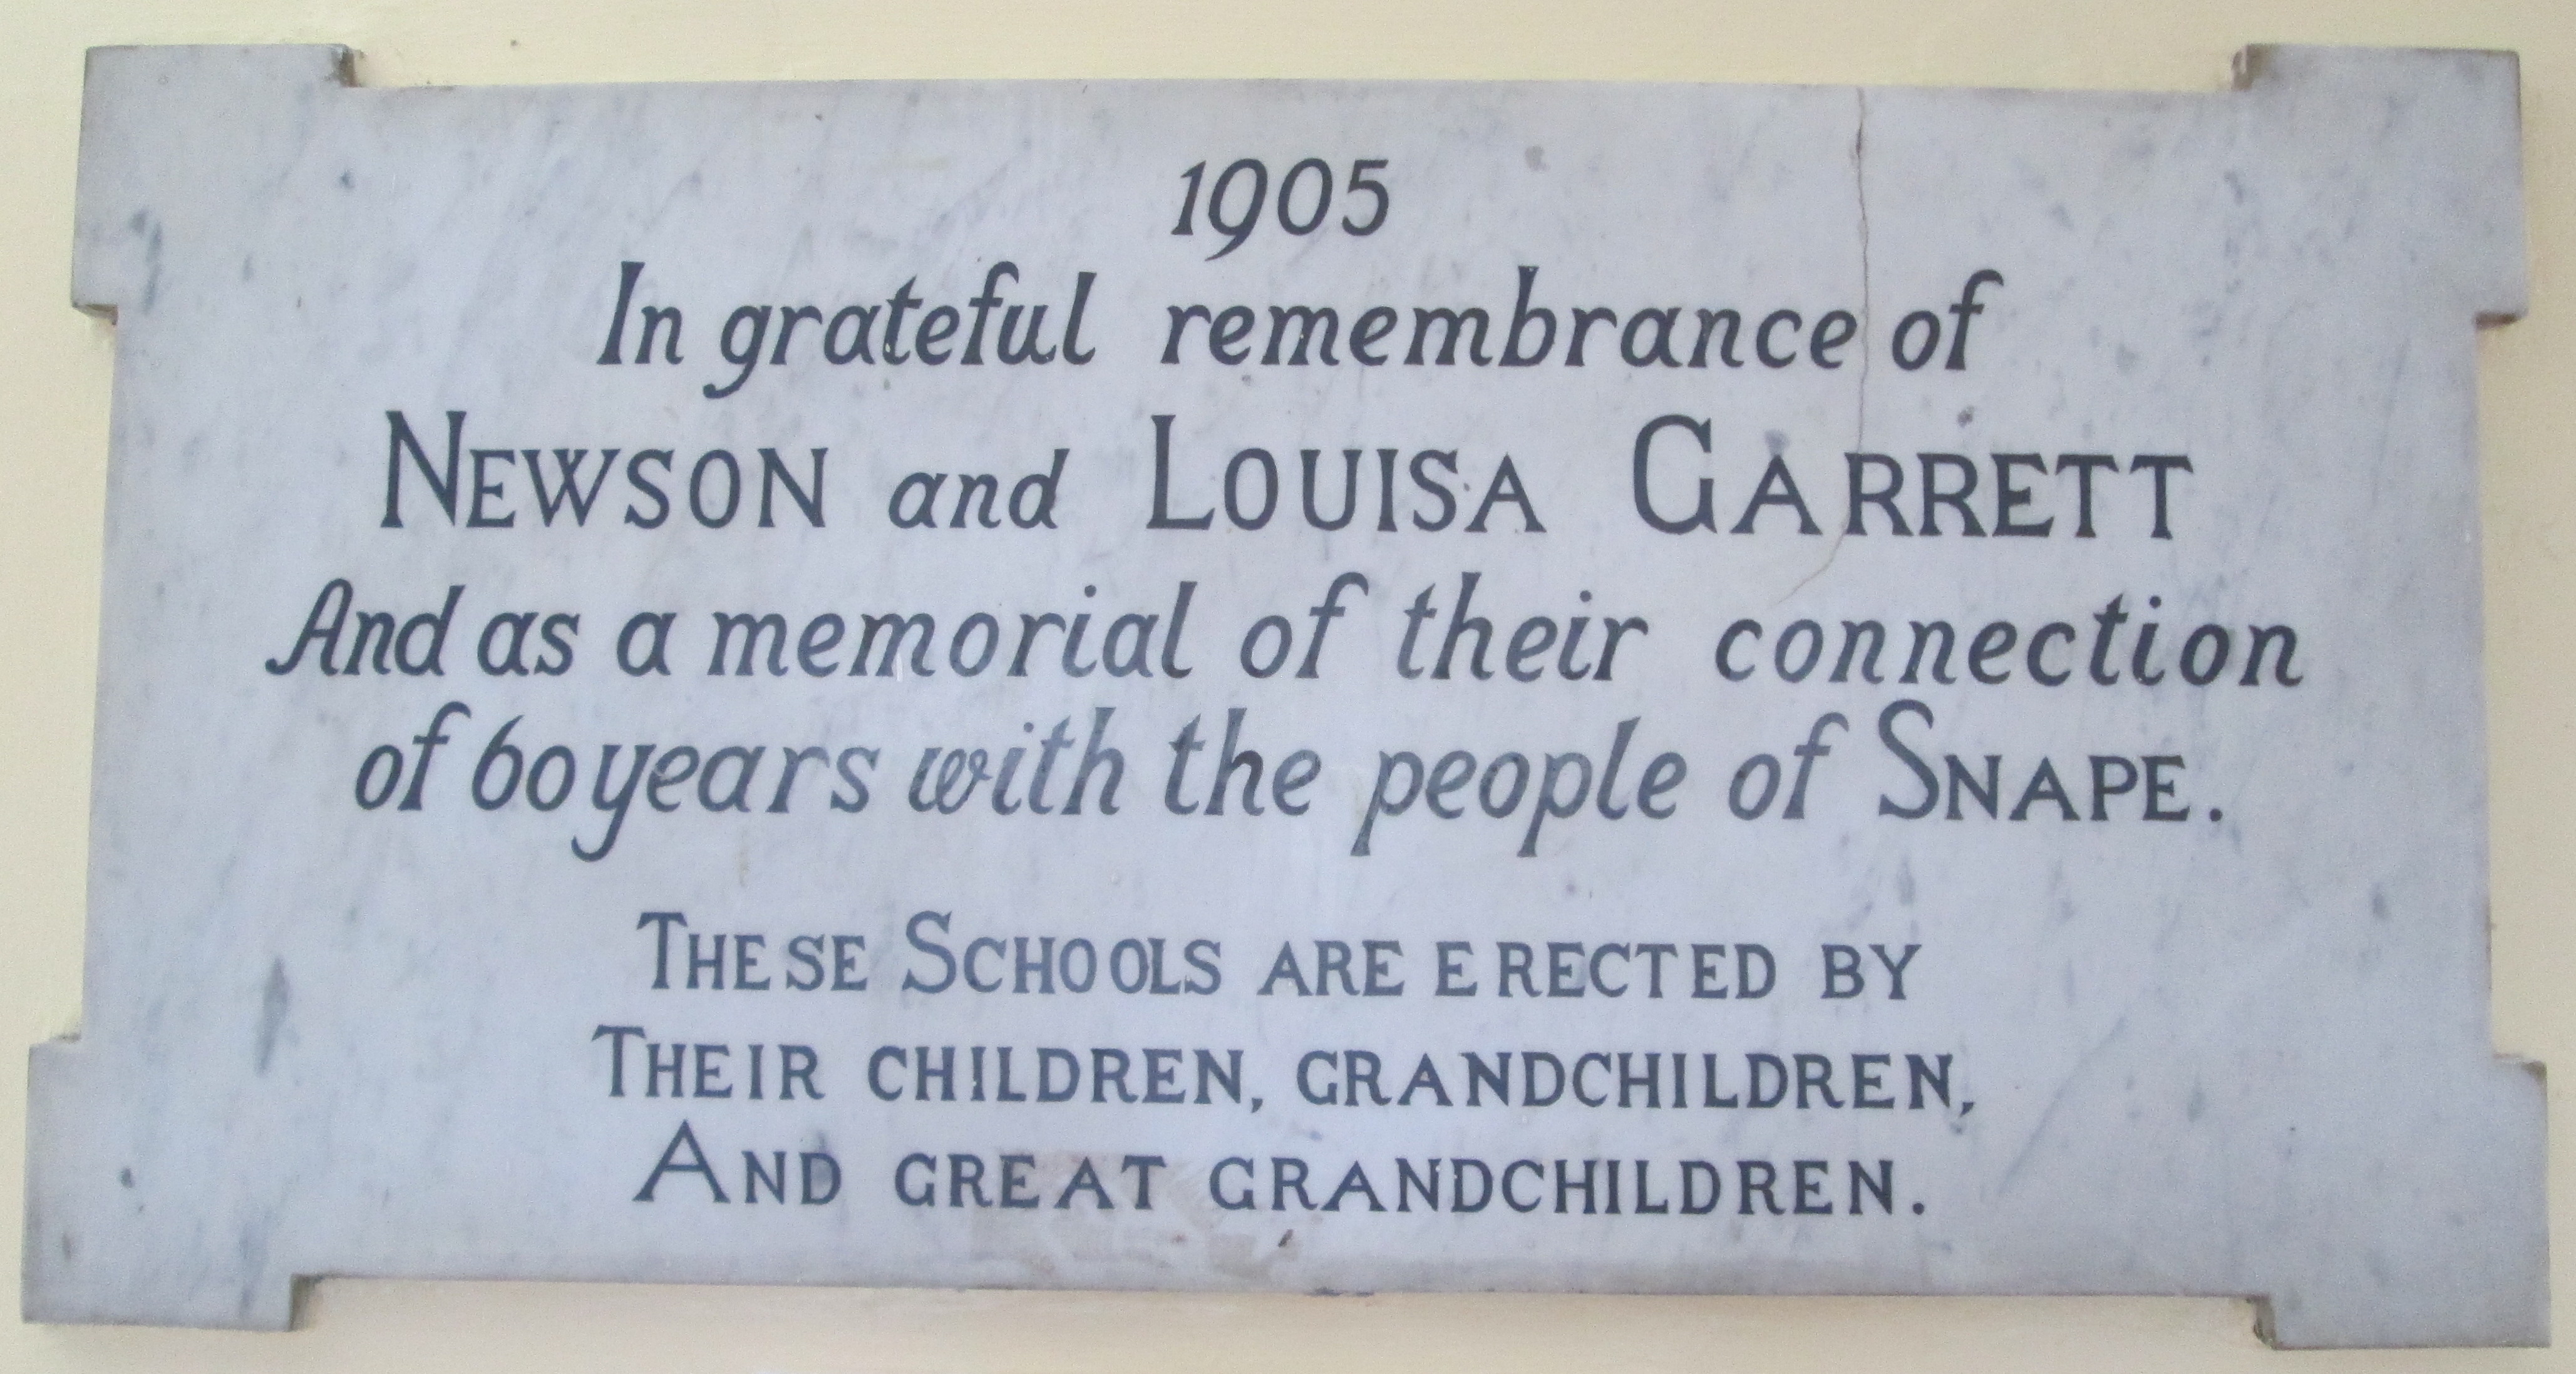 1905
In grateful remembrance of
NEWSON and LOUISA GARRETT
And as a memorial of their connection
of 60 years with the people of SNAPE.
THESE SCHOOLS ARE ERECTED BY
THEIR CHILDREN, GRANDCHILDREN,
AND GREAT GRANDCHILDREN.